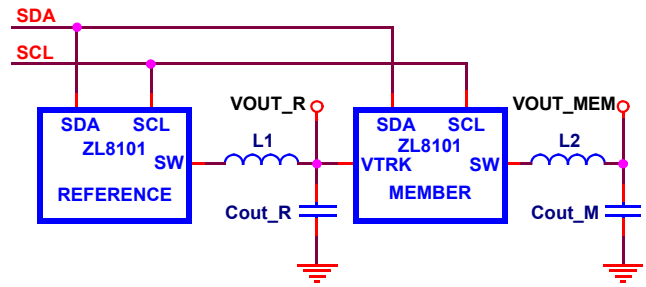 SDA
SCL
VOUT_R
VOUT_MEM
SDA SCL
ZL8101
SW
REFERENCE
L1
SDA SCL
ZL8101
VTRK SW
MEMBER
L2
Cout_R
Cout_M